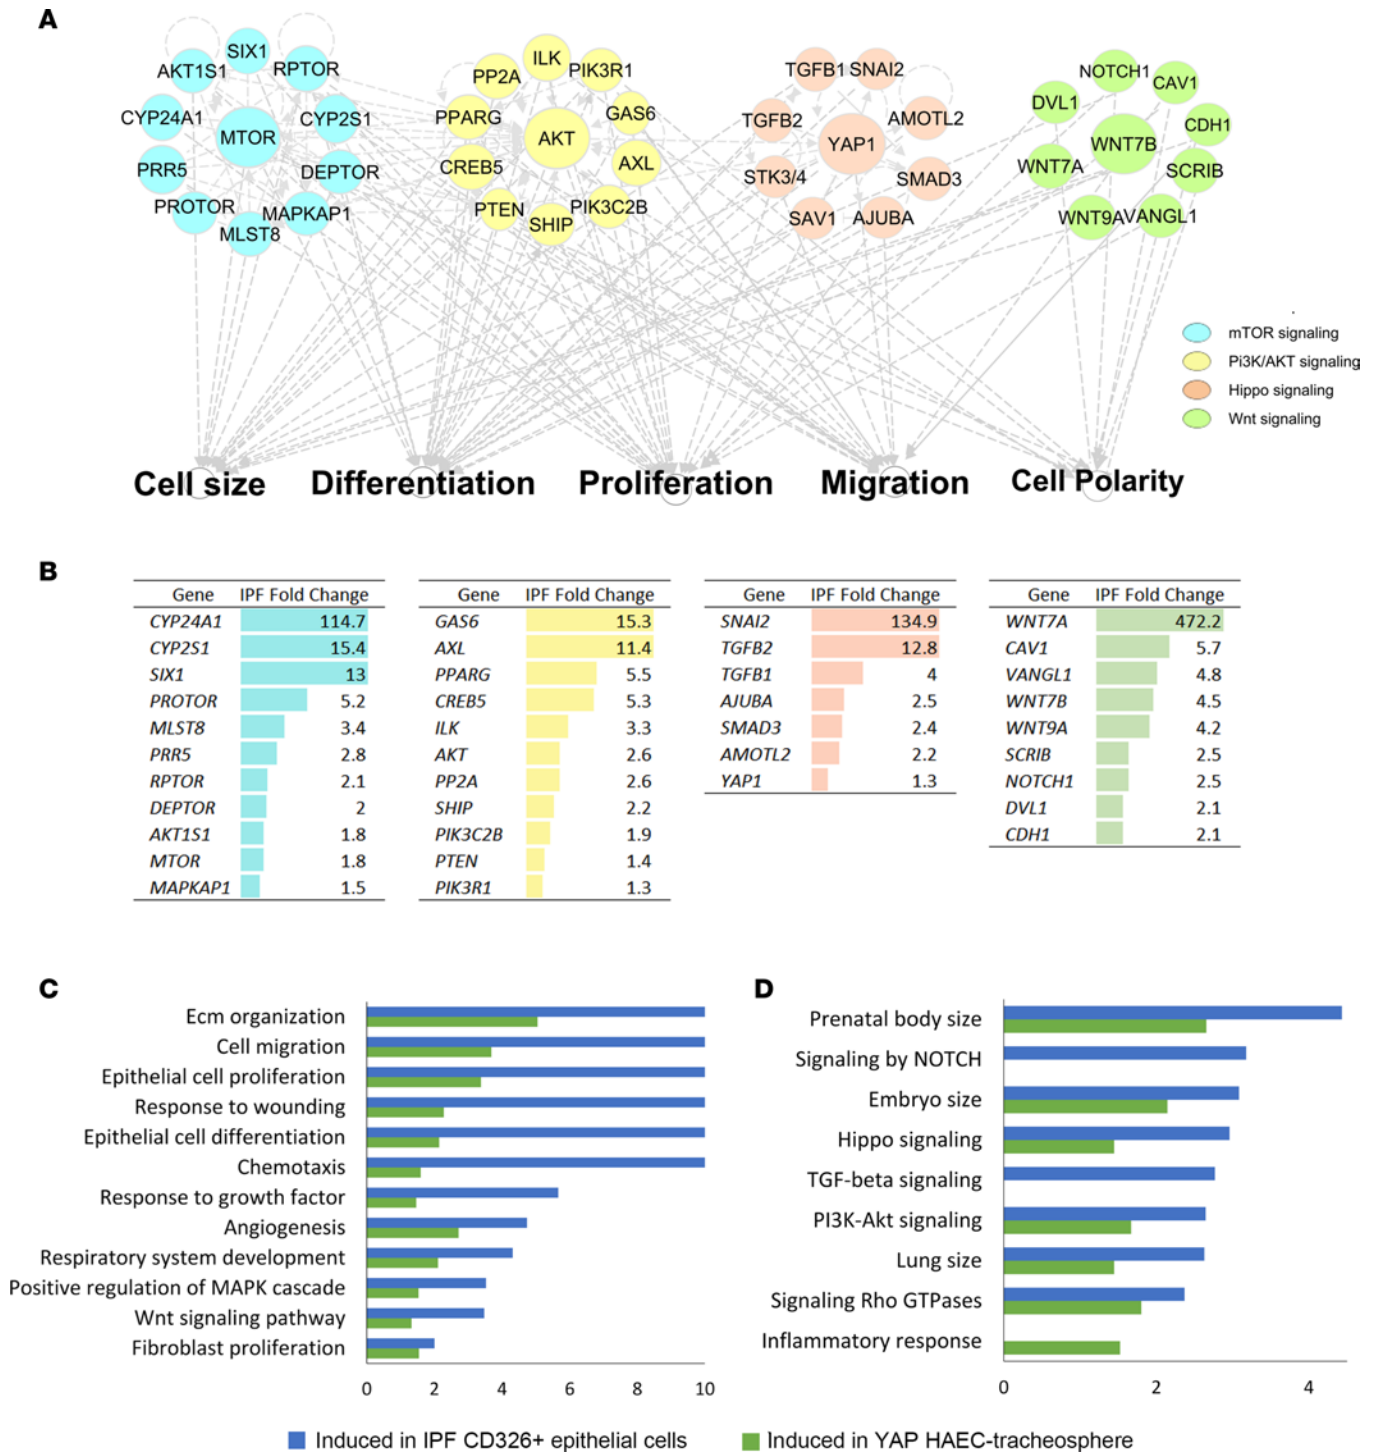 A
SIX1
AKT1S1
RPTOR
CYP24A1
CYP2S1
MTOR
PRR5
DEPTOR
PROTOR
MAPKAP1
MLST8
ILK
PP2A
PIK3R1
PPARG
GAS6
AKT
CREB5
AXL
PTEN
PIK3C2B
SHIP
TGFB1
SNAI2
TGFB2
AMOTL2
YAP1
STK3/4
SMAD3
SAV1
AJUBA
NOTCH1
CAV1
DVL1
CDH1
WNT7B
WNT7A
SCRIB
WNT9A
VANGL1
mTOR signaling
Pi3K/AKT signaling
Hippo signaling
Wnt signaling
Cell size
Differentiation
Proliferation
Migration
Cell Polarity
B
Gene IPF Fold Change
CYP24A1 114.7
CYP2S1 15.4
SIX1 13
PROTOR 5.2
MLST8 3.4
PRR5 2.8
RPTOR 2.1
DEPTOR 2
AKT1S1 1.8
MTOR 1.8
MAPKAP1 1.5
Gene IPF Fold Change
GAS6 15.3
AXL 11.4
PPARG 5.5
CREB5 5.3
ILK 3.3
AKT 2.6
PP2A 2.6
SHIP 2.2
PIK3C2B 1.9
PTEN 1.4
PIK3R1 1.3
Gene IPF Fold Change
SNAI2 134.9
TGFB2 12.8
TGFB1 4
AJUBA 2.5
SMAD3 2.4
AMOTL2 2.2
YAP1 1.3
Gene IPF Fold Change
WNT7A 472.2
CAV1 5.7
VANGL1 4.8
WNT7B 4.5
WNT9A 4.2
SCRIB 2.5
NOTCH1 2.5
DVL1 2.1
CDH1 2.1
C
Ecm organization
Cell migration
Epithelial cell proliferation
Response to wounding
Epithelial cell differentiation
Chemotaxis
Response to growth factor
Angiogenesis
Respiratory system development
Positive regulation of MAPK cascade
Wnt signaling pathway
Fibroblast proliferation
0 2 4 6 8 10
D
Prenatal body size
Signaling by NOTCH
Embryo size
Hippo signaling
TGF-beta signaling
PI3K-Akt signaling
Lung size
Signaling Rho GTPases
Inflammatory response
0 2 4
Induced in IPF CD326+ epithelial cells
Induced in YAP HAEC-tracheosphere